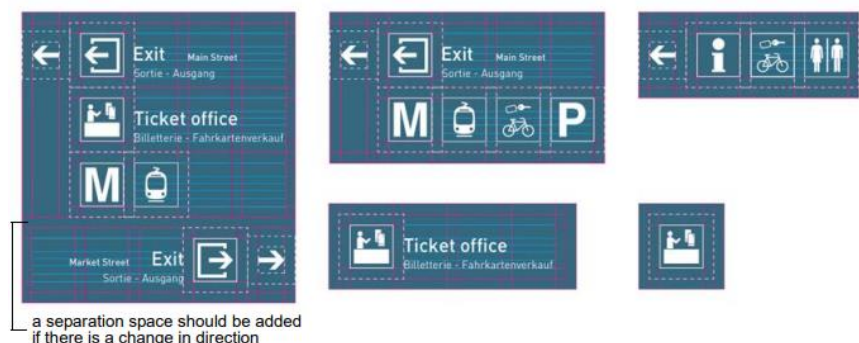 Exit Main Street
Sortie - Ausgang
Ticket office
Billetterie - Fahrkartenverkauf
M
Market Street Exit
Sortie - Ausgang
a separation space should be added
if there is a change in direction
Exit Main Street
Sortie - Ausgang
M P
Ticket office
Billetterie - Fahrkartenverkauf
i